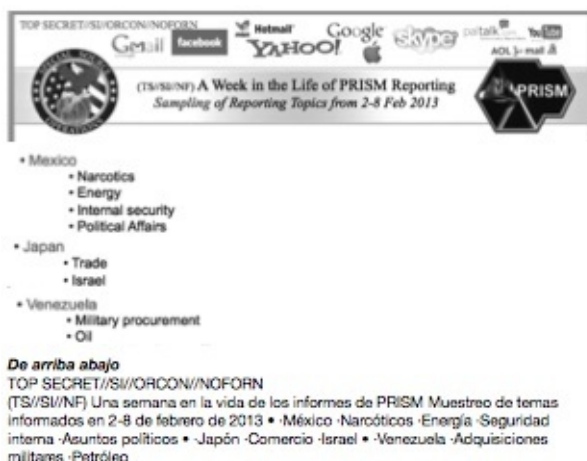 TOP SECRET//SI//ORCON//NOFORN
Gmail facebook Hotmail YAHOO! Google skype paltalk.com YouTube AOL mail
SPECIAL SOURCE OPERATIONS
(TS//SI//NF) A Week in the Life of PRISM Reporting
Sampling of Reporting Topics from 2-8 Feb 2013
PRISM
• Mexico
• Narcotics
• Energy
• Internal security
• Political Affairs
• Japan
• Trade
• Israel
• Venezuela
• Military procurement
• Oil
De arriba abajo
TOP SECRET//SI//ORCON//NOFORN
(TS//SI//NF) Una semana en la vida de los informes de PRISM Muestreo de temas
informados en 2-8 de febrero de 2013 • ·México ·Narcóticos ·Energía ·Seguridad
interna ·Asuntos políticos • ·Japón ·Comercio ·Israel • ·Venezuela ·Adquisiciones
militares ·Petróleo